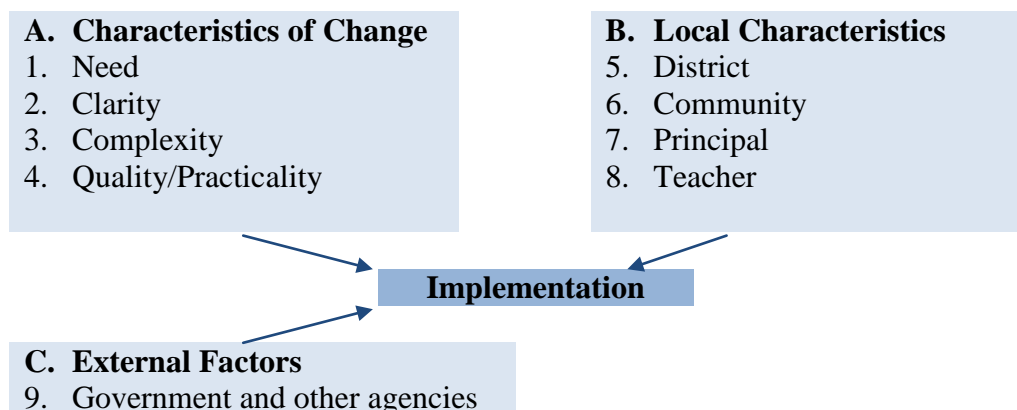 A. Characteristics of Change
1. Need
2. Clarity
3. Complexity
4. Quality/Practicality
B. Local Characteristics
5. District
6. Community
7. Principal
8. Teacher
Implementation
C. External Factors
9. Government and other agencies